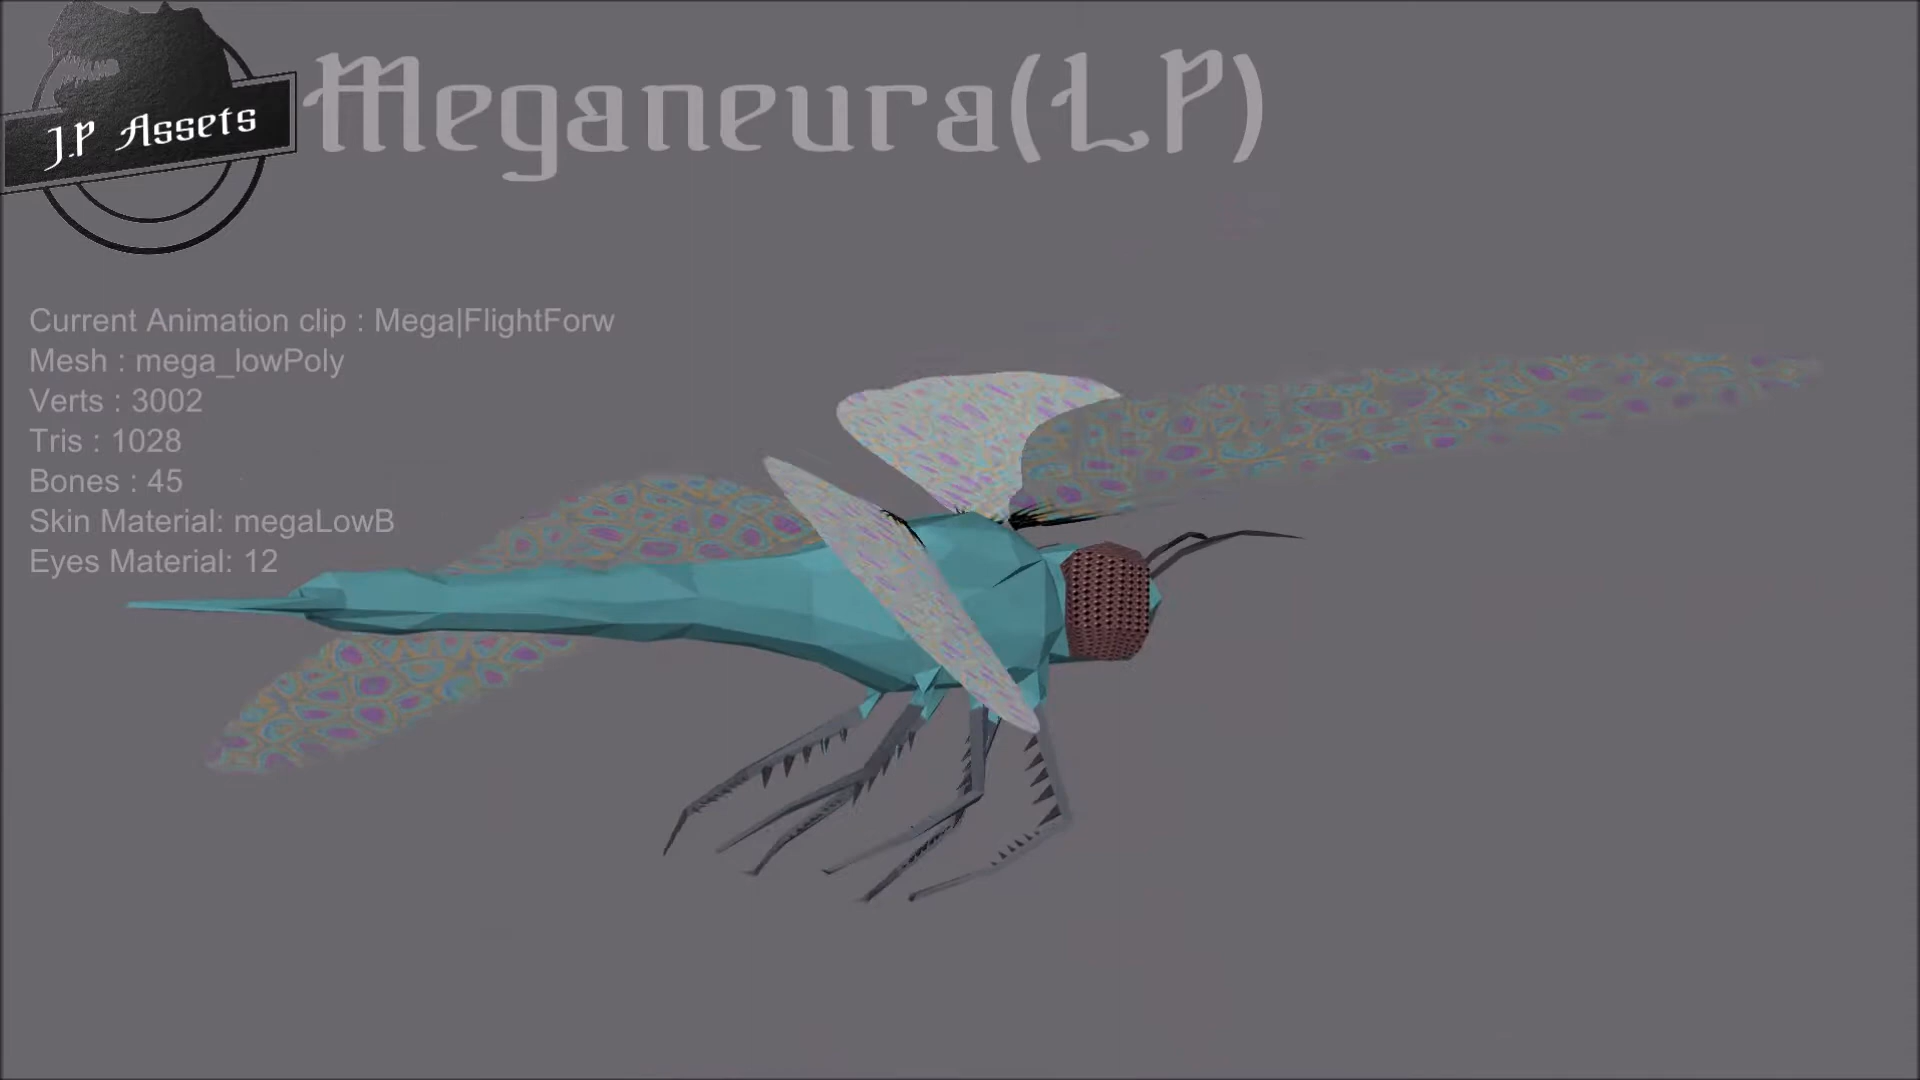 J.P Assets
Meganeura(LP)
Current Animation clip : Mega|FlightForw
Mesh : mega_lowPoly
Verts : 3002
Tris : 1028
Bones : 45
Skin Material: megaLowB
Eyes Material: 12